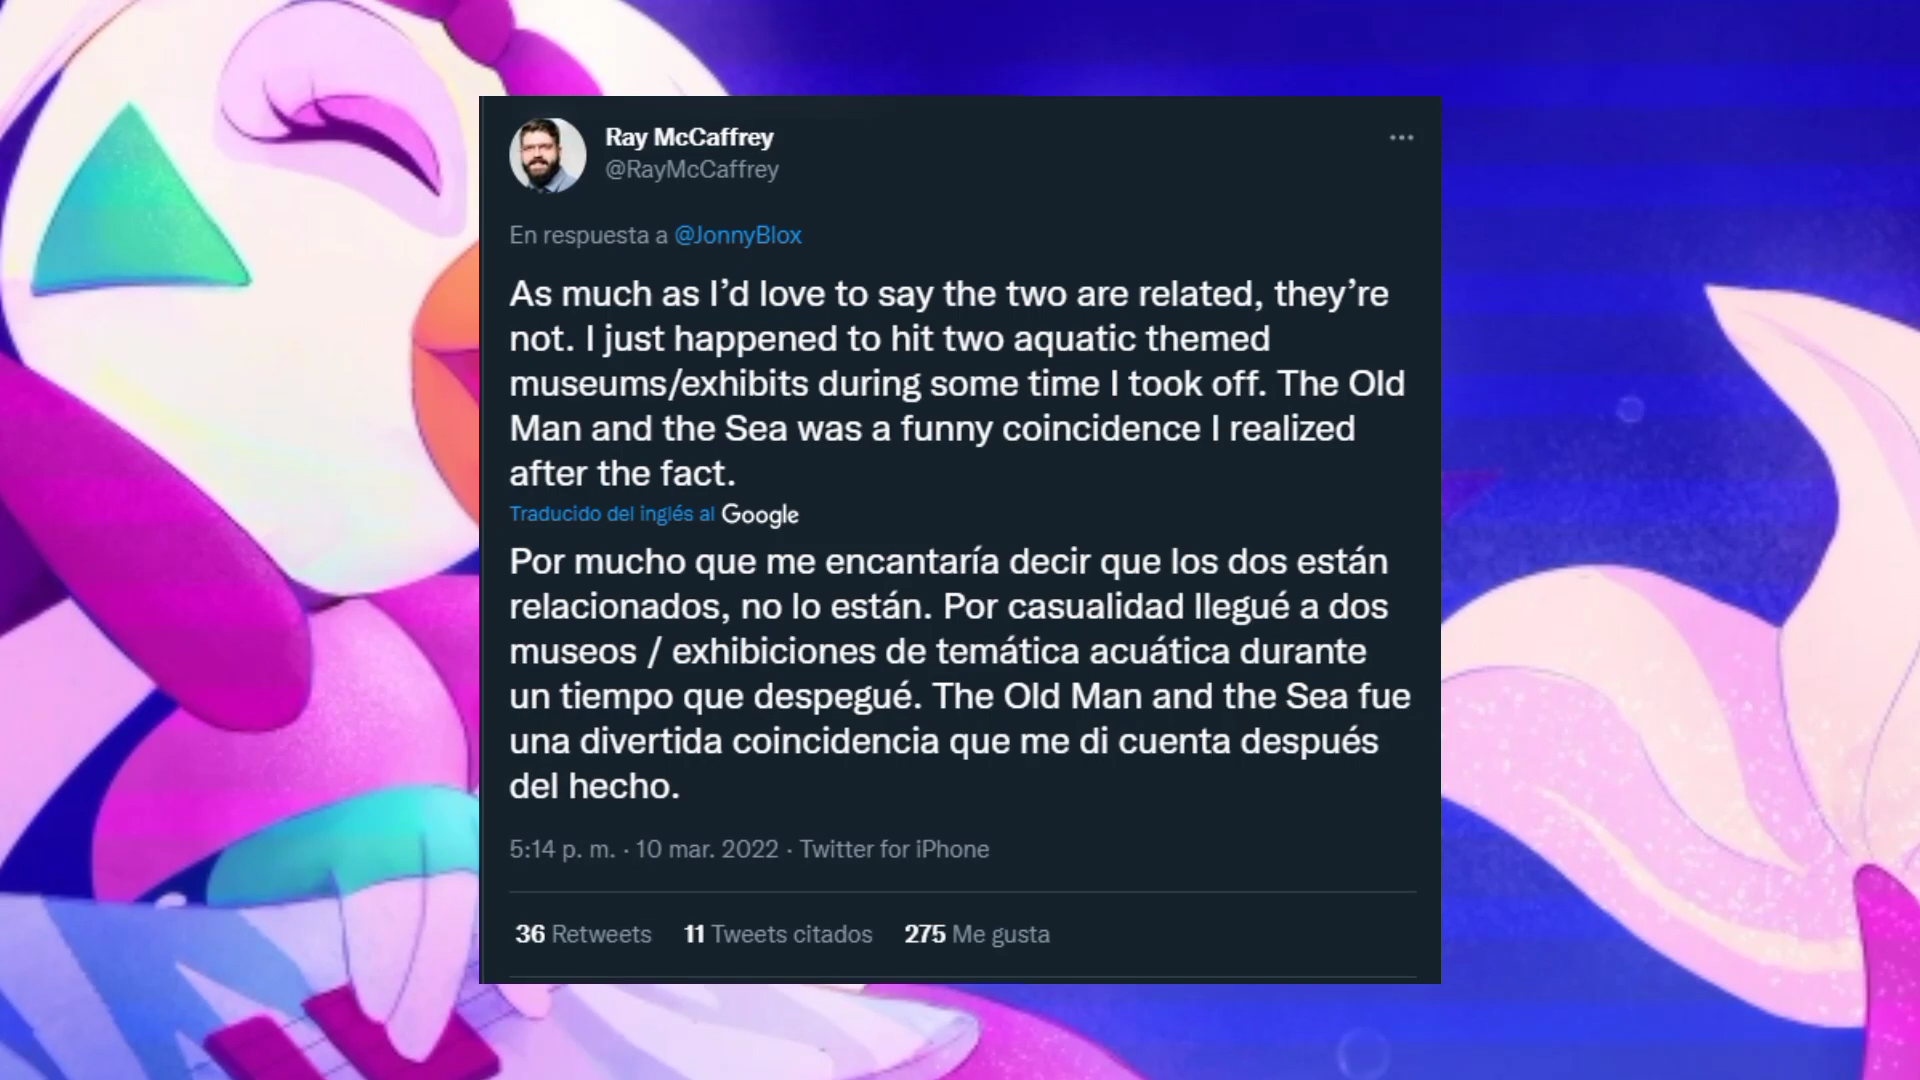 Ray McCaffrey
@RayMcCaffrey
En respuesta a @JonnyBlox
As much as I’d love to say the two are related, they’re
not. I just happened to hit two aquatic themed
museums/exhibits during some time I took off. The Old
Man and the Sea was a funny coincidence I realized
after the fact.
Traducido del inglés al Google
Por mucho que me encantaría decir que los dos están
relacionados, no lo están. Por casualidad llegué a dos
museos / exhibiciones de temática acuática durante
un tiempo que despegué. The Old Man and the Sea fue
una divertida coincidencia que me di cuenta después
del hecho.
5:14 p. m. · 10 mar. 2022 · Twitter for iPhone
36 Retweets 11 Tweets citados 275 Me gusta